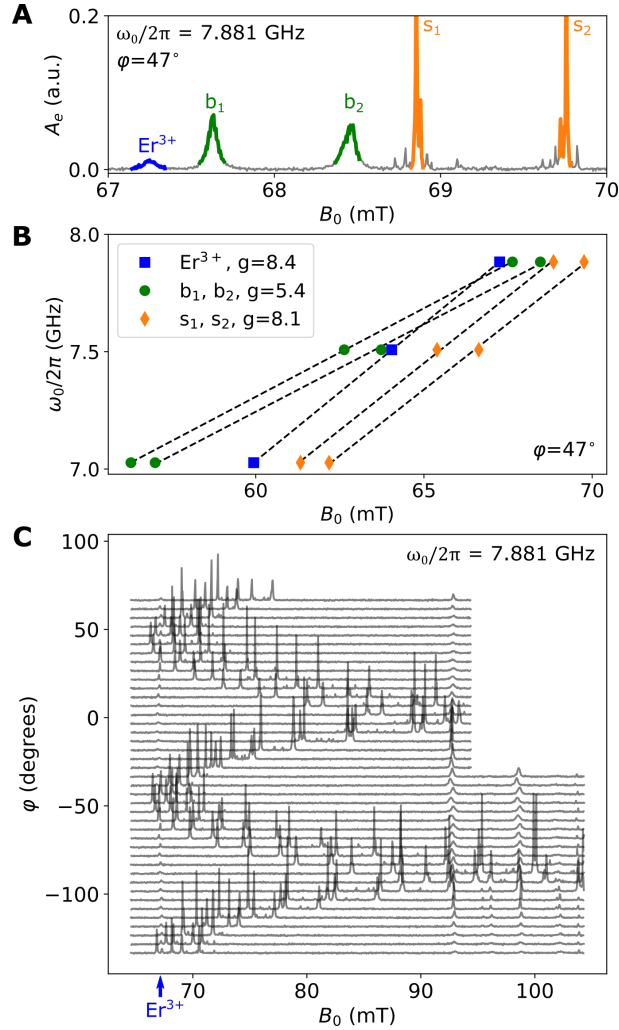 A
ω₀/2π = 7.881 GHz
φ=47°
s₁
s₂
b₁
b₂
Er³⁺
0.2
0.0
A_e (a.u.)
67
68
69
70
B₀ (mT)
B
Er³⁺, g=8.4
b₁, b₂, g=5.4
s₁, s₂, g=8.1
8.0
7.5
7.0
ω₀/2π (GHz)
φ=47°
60
65
70
B₀ (mT)
C
ω₀/2π = 7.881 GHz
100
50
0
−50
−100
φ (degrees)
70
80
90
100
Er³⁺
B₀ (mT)